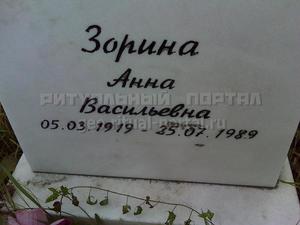 Зорина
Анна
РИТУАЛЬНЫЙ ПОРТАЛ
Васильевна
05.03.1919 25.07.1989